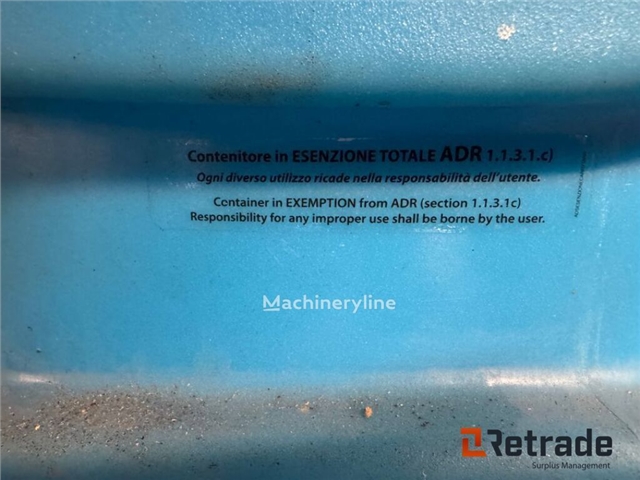 Contenitore in ESENZIONE TOTALE ADR 1.1.3.1.c)
Ogni diverso utilizzo ricade nella responsabilità dell'utente.
Container in EXEMPTION from ADR (section 1.1.3.1c)
Responsibility for any improper use shall be borne by the user.
Machineryline
Retrade
Surplus Management